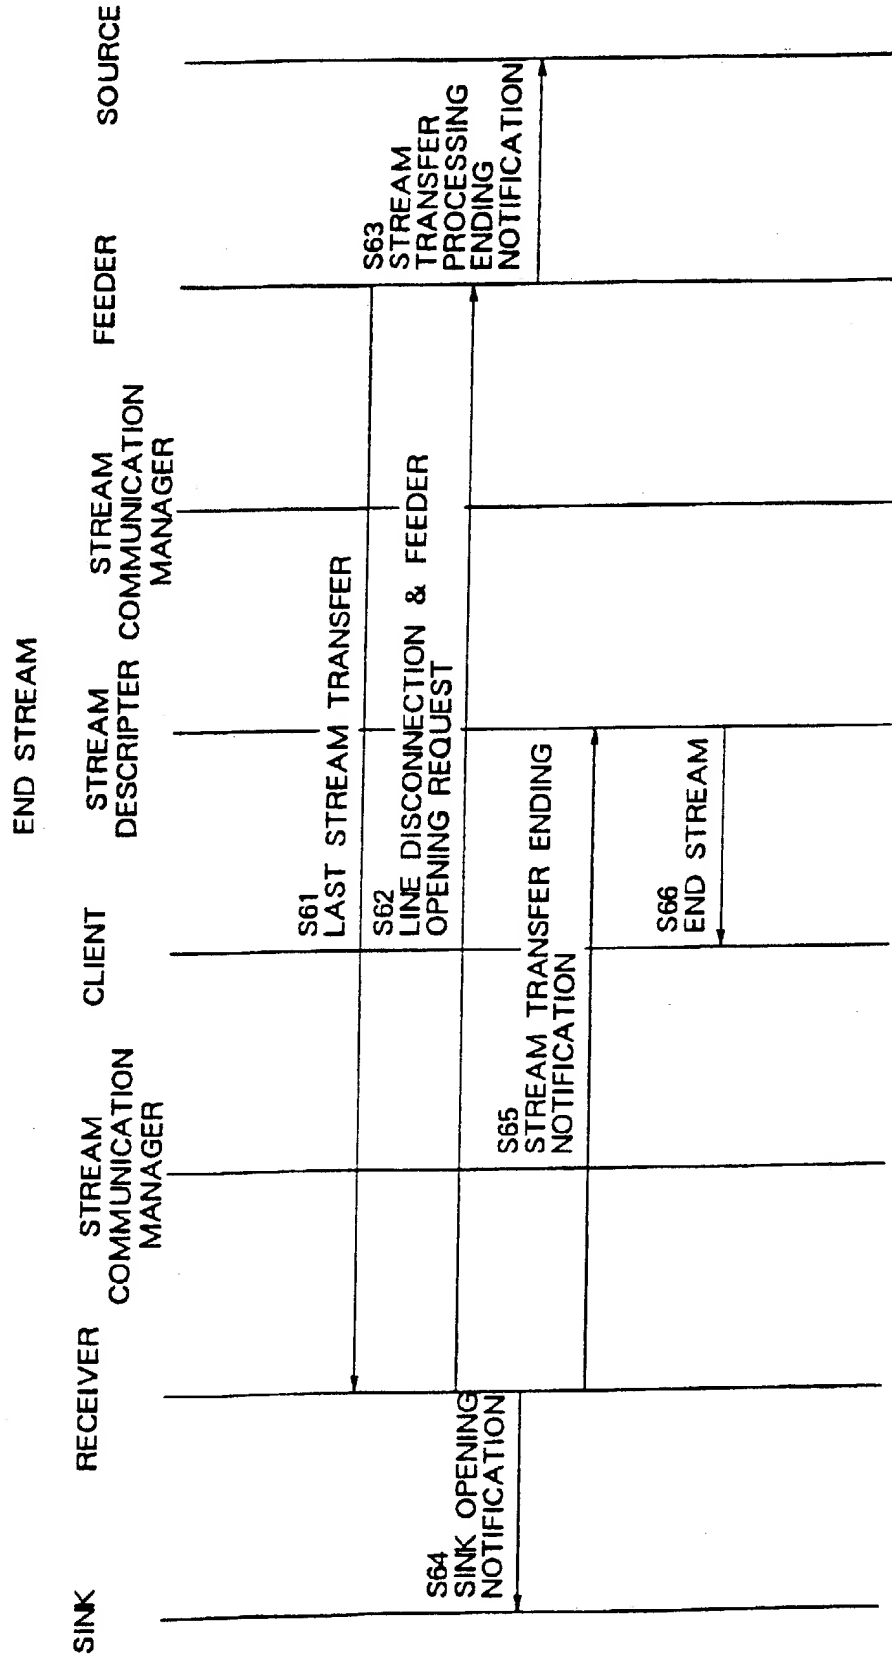 END STREAM
SINK
RECEIVER
STREAM
COMMUNICATION
MANAGER
CLIENT
STREAM
DESCRIPTER
STREAM
COMMUNICATION
MANAGER
FEEDER
SOURCE
S61
LAST STREAM TRANSFER
S62
LINE DISCONNECTION & FEEDER
OPENING REQUEST
S63
STREAM
TRANSFER
PROCESSING
ENDING
NOTIFICATION
S64
SINK OPENING
NOTIFICATION
S65
STREAM TRANSFER ENDING
NOTIFICATION
S66
END STREAM